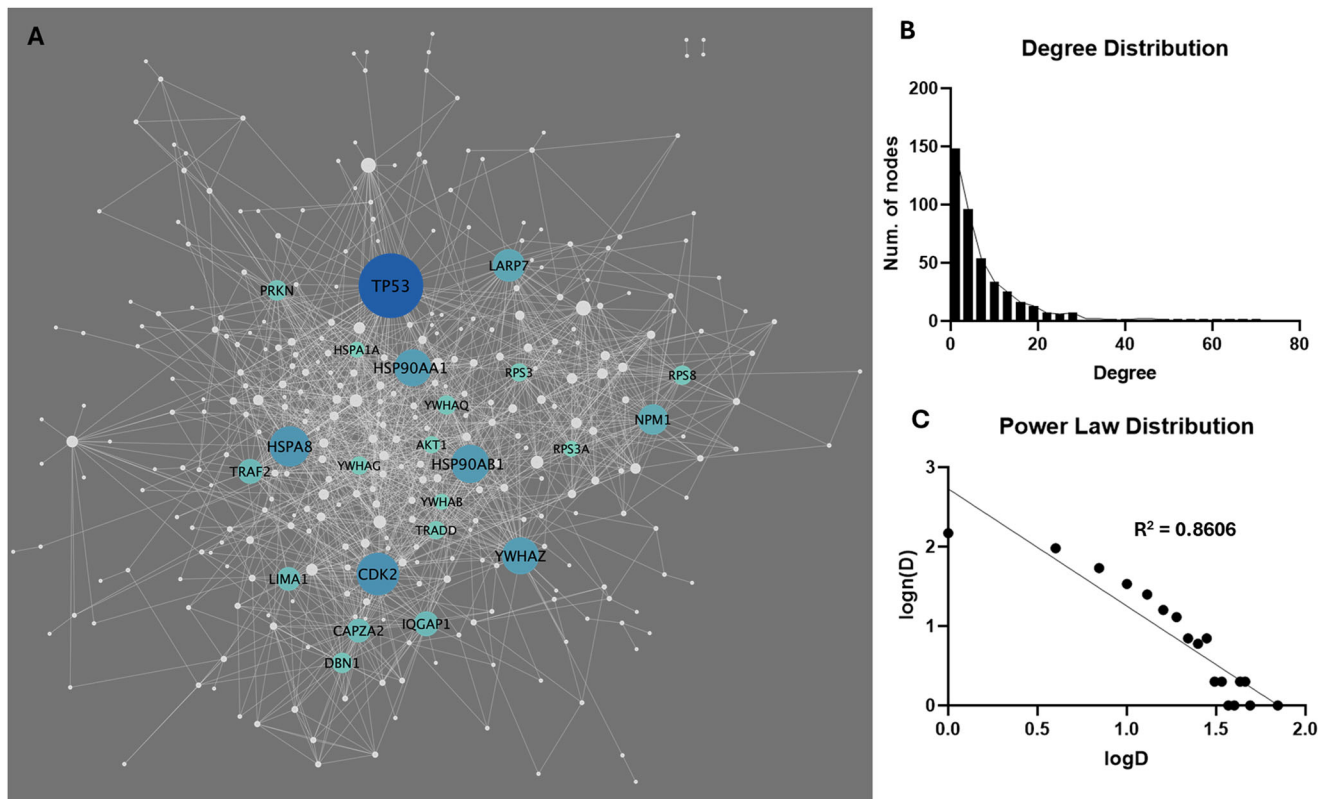 A
TP53
LARP7
PRKN
HSPA1A
HSP90AA1
RPS3
RPS8
YWHAQ
NPM1
HSPA8
AKT1
RPS3A
TRAF2
YWHAG
HSP90AB1
YWHAB
TRADD
YWHAZ
LIMA1
CDK2
CAPZA2
IQGAP1
DBN1
B
Degree Distribution
Num. of nodes
200
150
100
50
0
0 20 40 60 80
Degree
C
Power Law Distribution
logn(D)
3
2
1
0
R² = 0.8606
0.0 0.5 1.0 1.5 2.0
logD